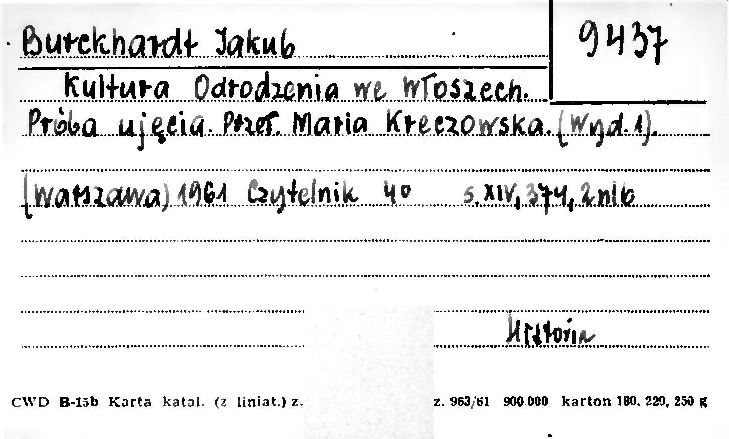 Burckhardt Jakub
9437
Kultura Odrodzenia we Włoszech.
Próba ujęcia. Przeł. Maria Kreczowska. (Wyd. 1).
(Warszawa) 1961 Czytelnik 4° s. XIV, 374, 2 nlb
Historia
CWD B-15b Karta katal. (z liniat.) z. z. 963/61 900.000 karton 180, 220, 250 g